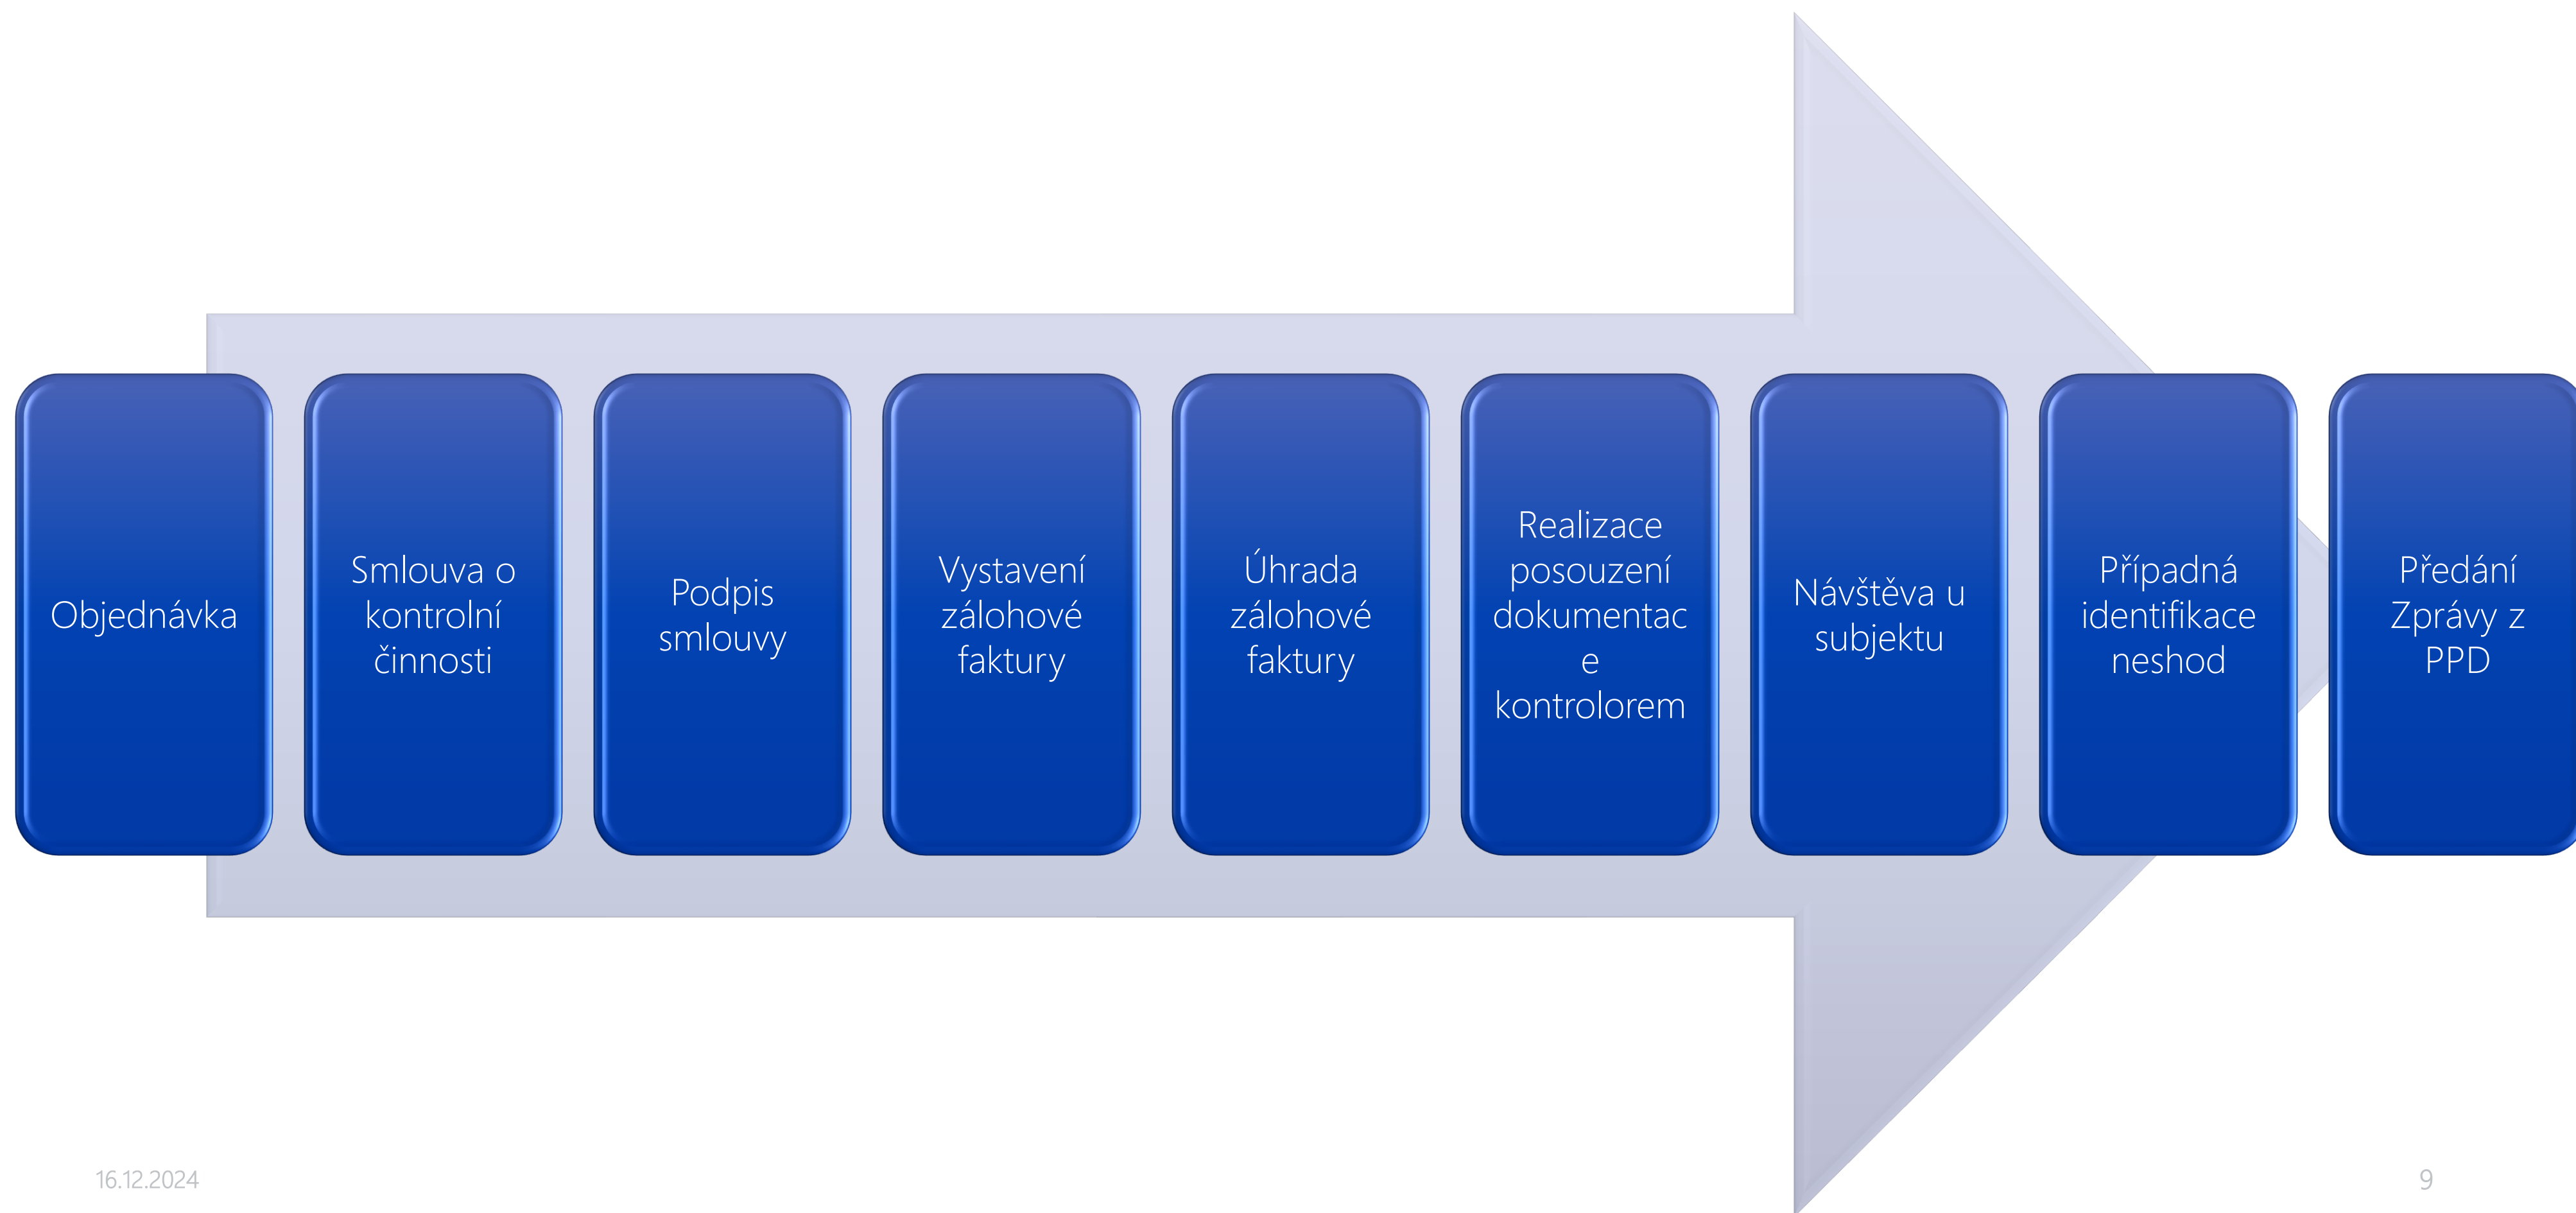 Objednávka
Smlouva o
kontrolní
činnosti
Podpis
smlouvy
Vystavení
zálohové
faktury
Úhrada
zálohové
faktury
Realizace
posouzení
dokumentac
e
kontrolorem
Návštěva u
subjektu
Případná
identifikace
neshod
Předání
Zprávy z
PPD
16.12.2024
9